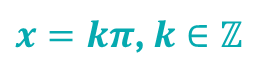 x = kπ, k ∈ ℤ